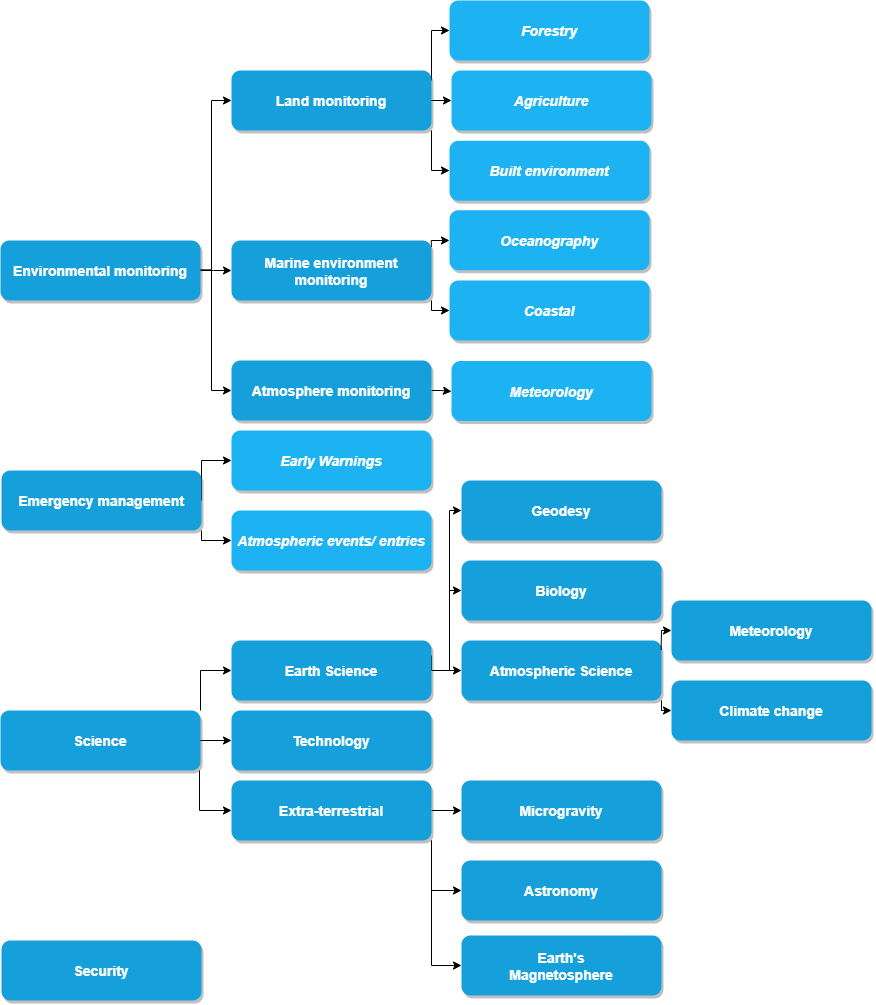 Forestry
Land monitoring
Agriculture
Built environment
Oceanography
Environmental monitoring
Marine environment
monitoring
Coastal
Atmosphere monitoring
Meteorology
Early Warnings
Emergency management
Atmospheric events/ entries
Geodesy
Biology
Meteorology
Earth Science
Atmospheric Science
Climate change
Science
Technology
Extra-terrestrial
Microgravity
Astronomy
Earth's
Magnetosphere
Security